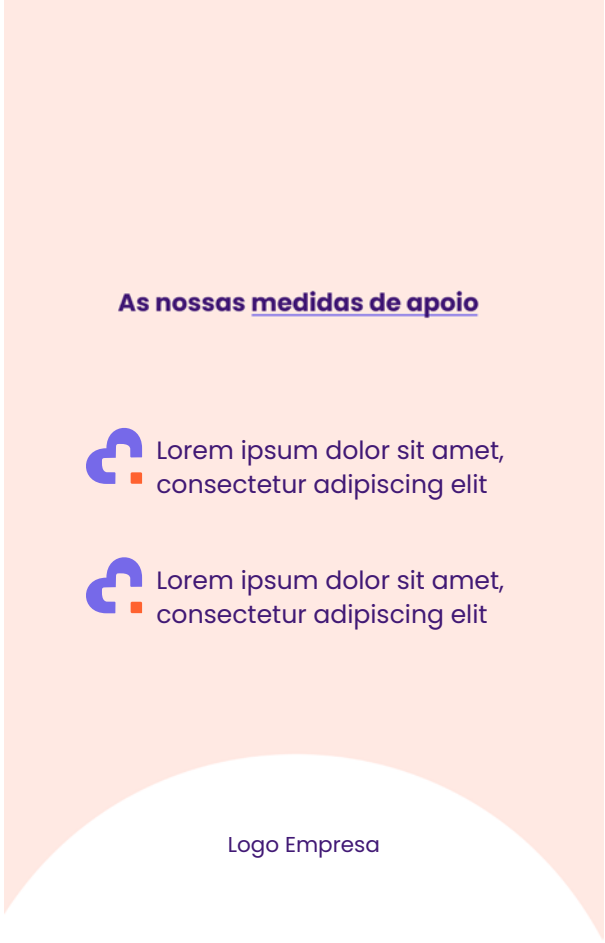 As nossas medidas de apoio
Lorem ipsum dolor sit amet,
consectetur adipiscing elit
Lorem ipsum dolor sit amet,
consectetur adipiscing elit
Logo Empresa